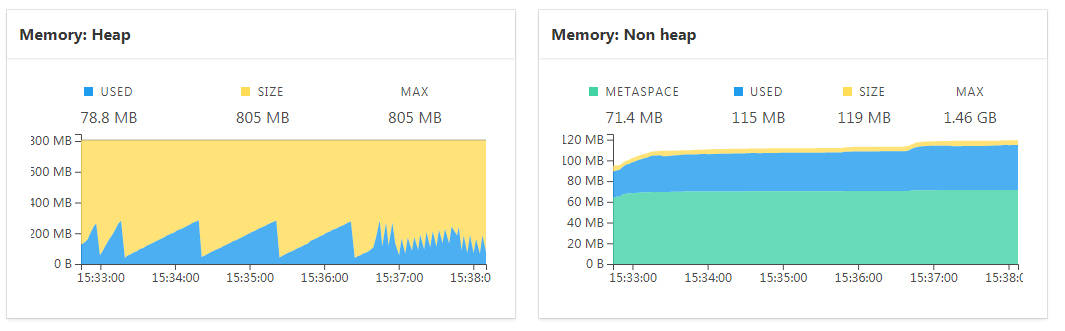 Memory: Heap
USED SIZE MAX
78.8 MB 805 MB 805 MB
800 MB
600 MB
400 MB
200 MB
0 B
15:33:00 15:34:00 15:35:00 15:36:00 15:37:00 15:38:0
Memory: Non heap
METASPACE USED SIZE MAX
71.4 MB 115 MB 119 MB 1.46 GB
120 MB
100 MB
80 MB
60 MB
40 MB
20 MB
0 B
15:33:00 15:34:00 15:35:00 15:36:00 15:37:00 15:38:0